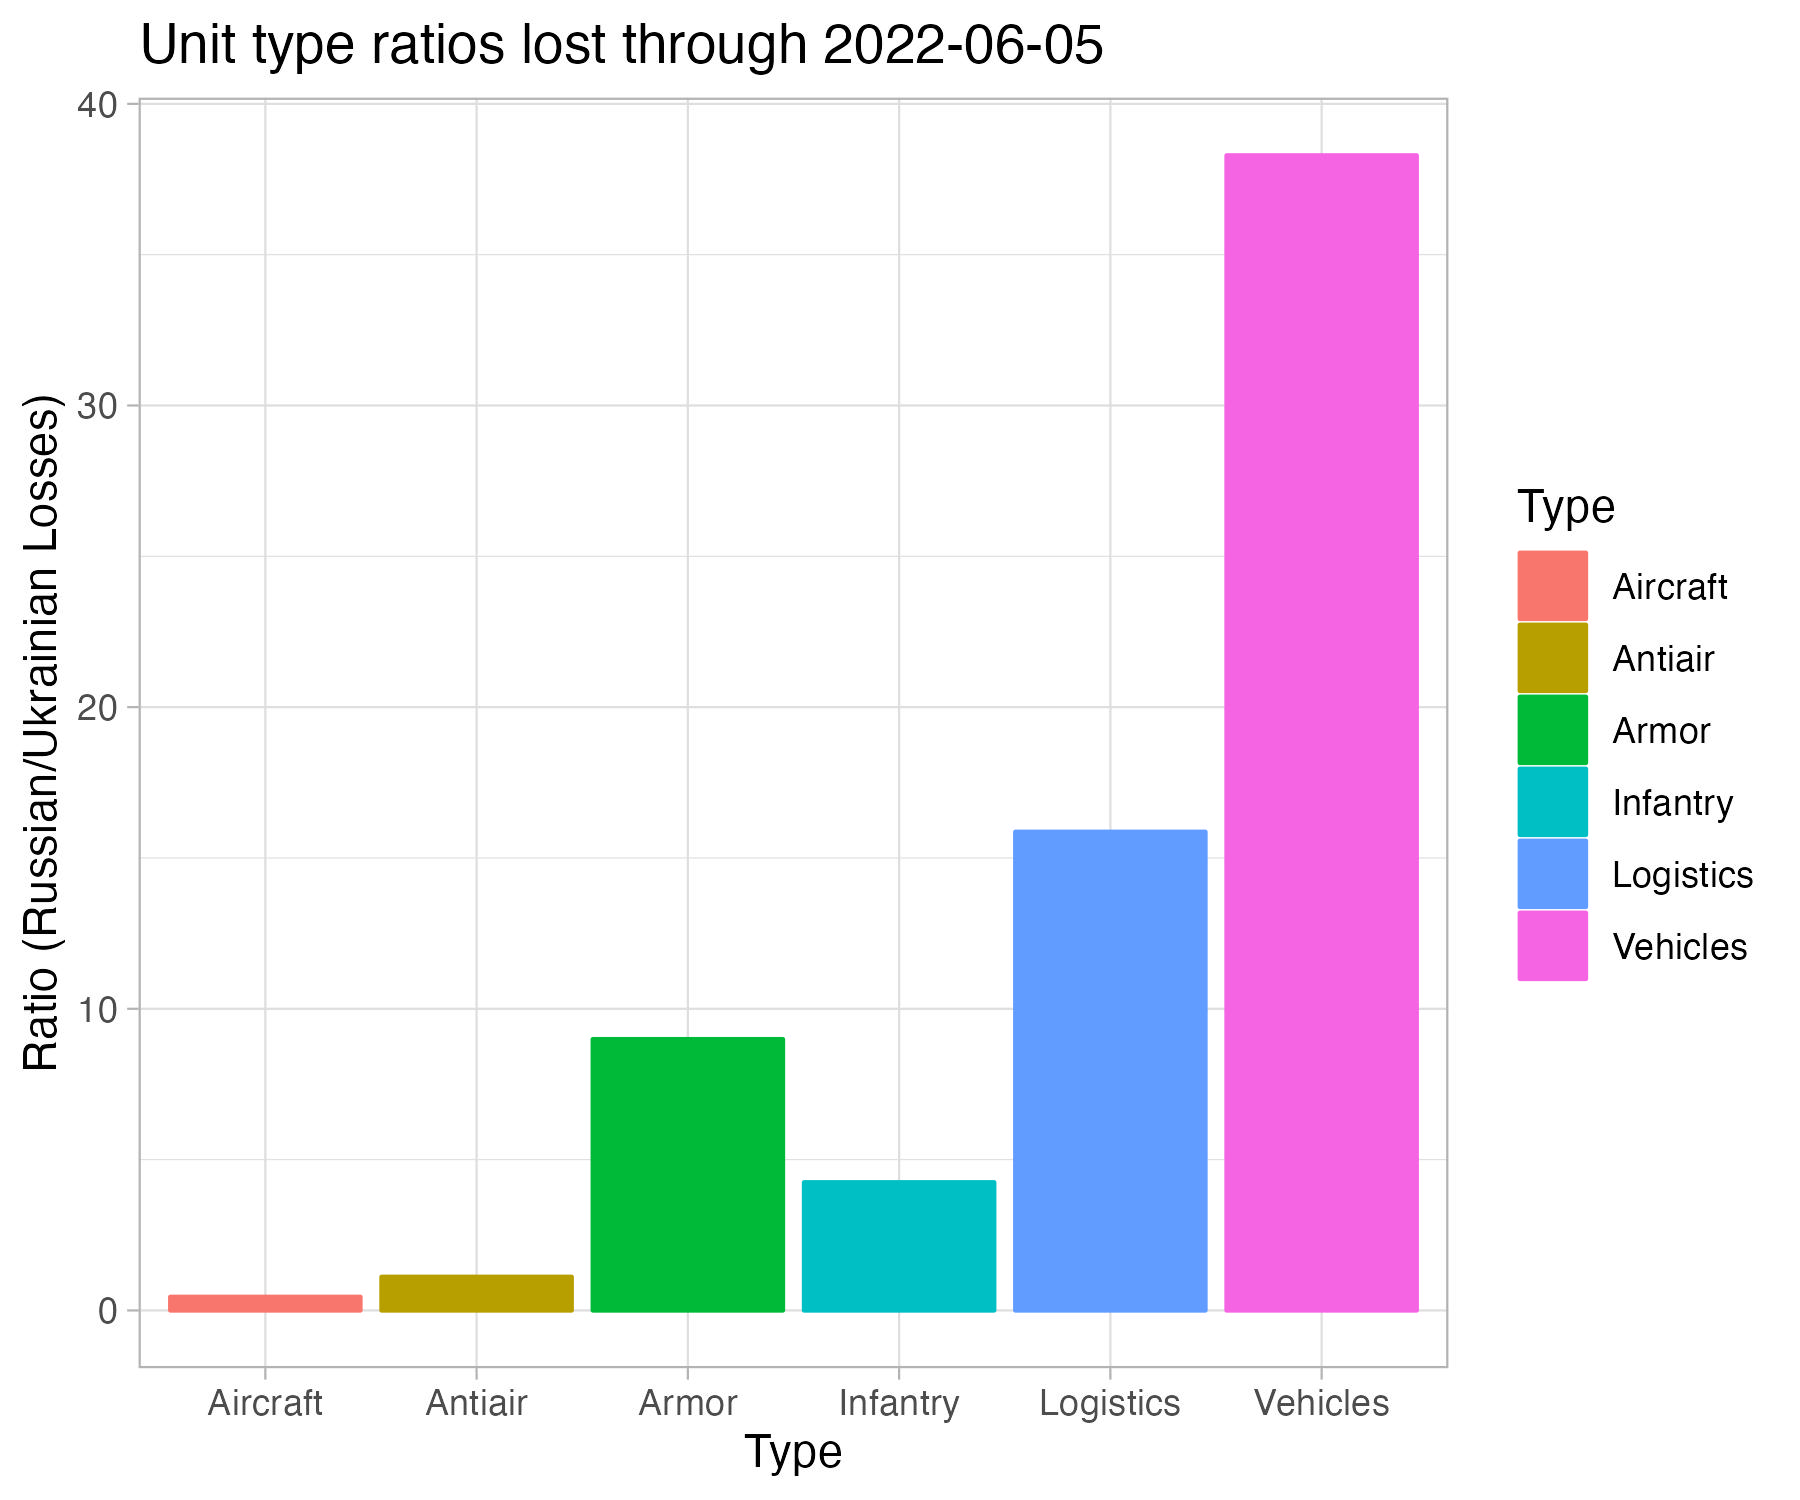 Unit type ratios lost through 2022-06-05
Ratio (Russian/Ukrainian Losses)
40
30
20
10
0
Aircraft
Antiair
Armor
Infantry
Logistics
Vehicles
Type
Type
Aircraft
Antiair
Armor
Infantry
Logistics
Vehicles